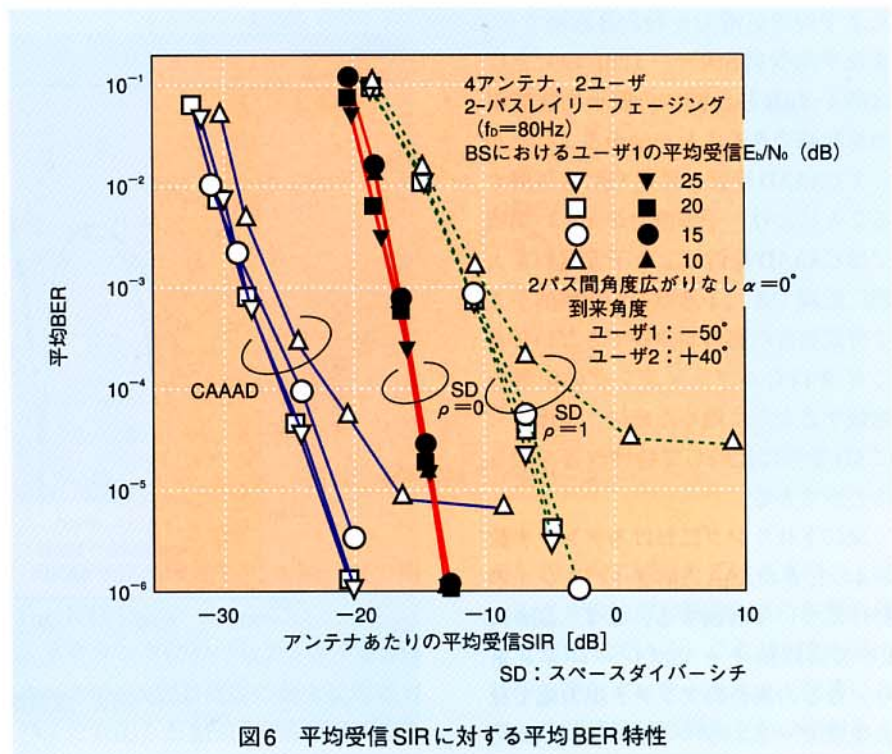 10⁻¹
10⁻²
10⁻³
10⁻⁴
10⁻⁵
10⁻⁶
平均BER
4アンテナ、2ユーザ
2-パスレイリーフェージング
（f_D＝80Hz）
BSにおけるユーザ1の平均受信E_b/N₀（dB）
25
20
15
10
2パス間角度広がりなし α＝0°
到来角度
ユーザ1：−50°
ユーザ2：＋40°
CAAAD
SD
ρ＝0
SD
ρ＝1
−30
−20
−10
0
10
アンテナあたりの平均受信SIR［dB］
SD：スペースダイバーシチ
図6 平均受信SIRに対する平均BER特性